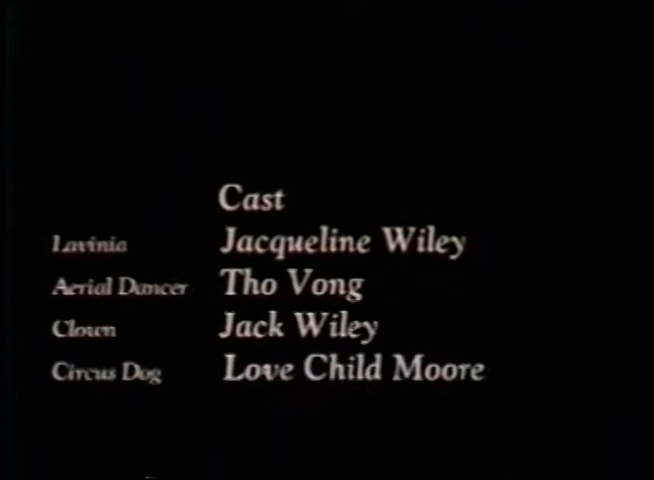 Cast
Lavinia Jacqueline Wiley
Aerial Dancer Tho Vong
Clown Jack Wiley
Circus Dog Love Child Moore